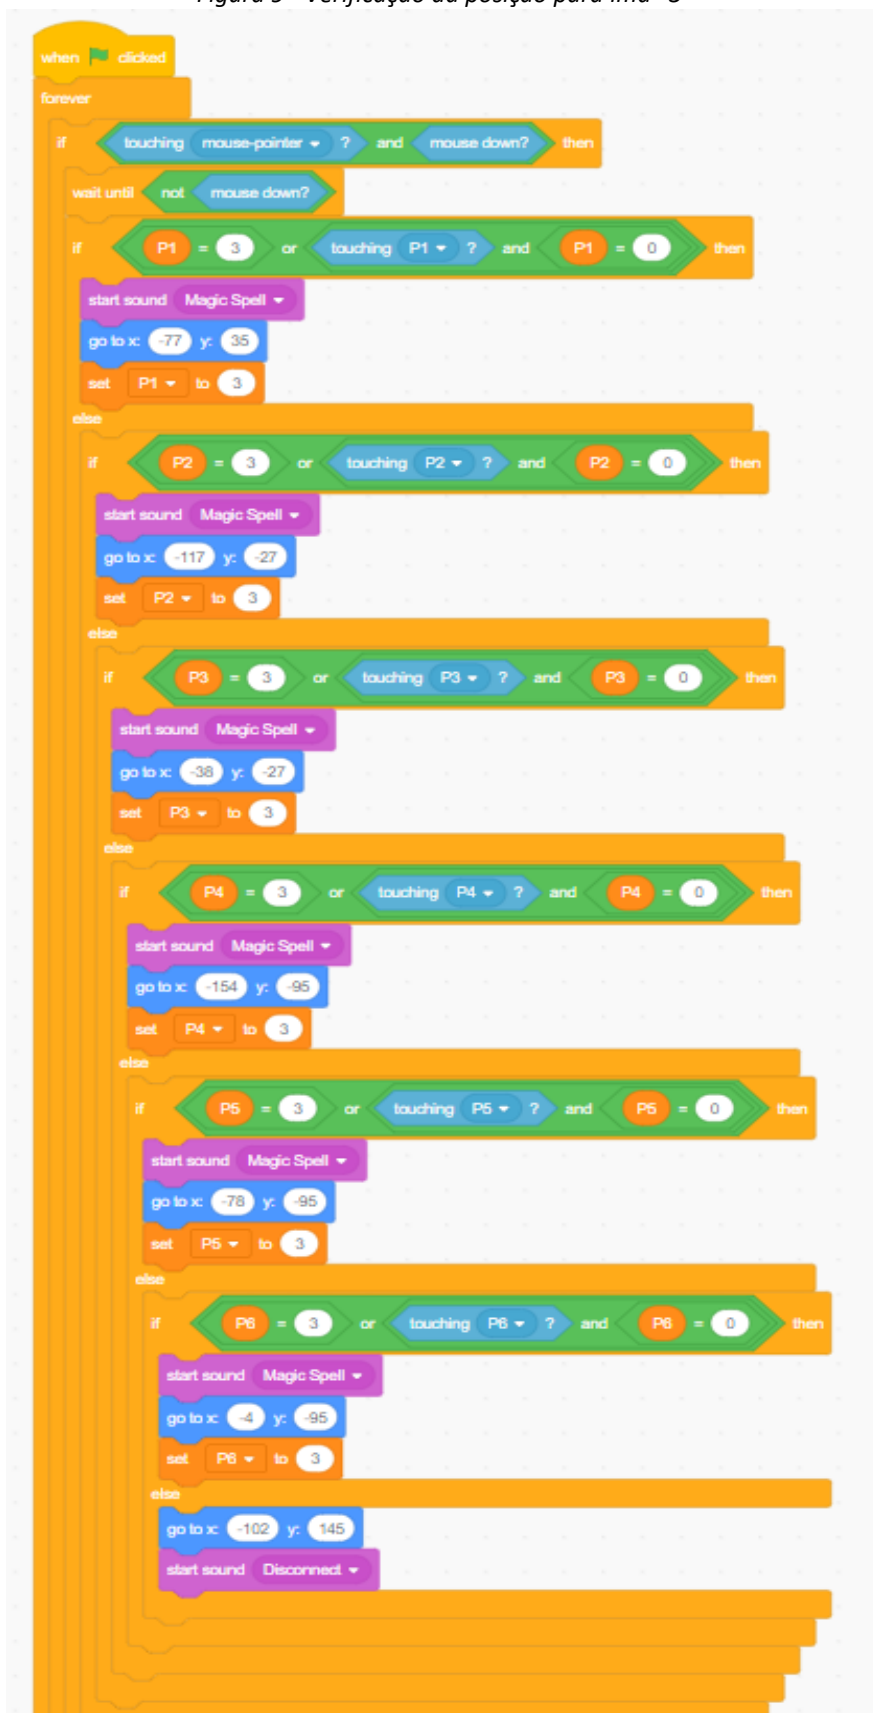 Figura 9 - Verificação da posição para Ímã "3"
when clicked
forever
if touching mouse-pointer ? and mouse down? then
wait until not mouse down?
if P1 = 3 or touching P1 ? and P1 = 0 then
start sound Magic Spell
go to x: -77 y: 35
set P1 to 3
else
if P2 = 3 or touching P2 ? and P2 = 0 then
start sound Magic Spell
go to x: -117 y: -27
set P2 to 3
else
if P3 = 3 or touching P3 ? and P3 = 0 then
start sound Magic Spell
go to x: -38 y: -27
set P3 to 3
else
if P4 = 3 or touching P4 ? and P4 = 0 then
start sound Magic Spell
go to x: -154 y: -95
set P4 to 3
else
if P5 = 3 or touching P5 ? and P5 = 0 then
start sound Magic Spell
go to x: -78 y: -95
set P5 to 3
else
if P6 = 3 or touching P6 ? and P6 = 0 then
start sound Magic Spell
go to x: -4 y: -95
set P6 to 3
else
go to x: -102 y: 145
start sound Disconnect